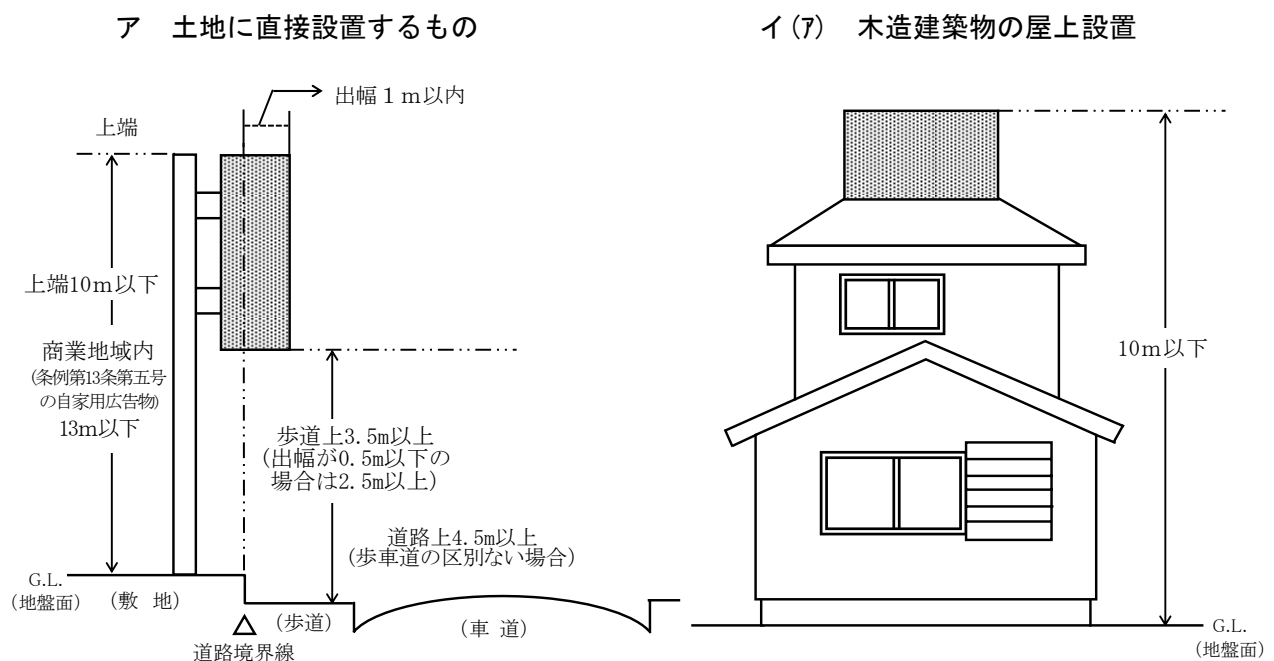 ア 土地に直接設置するもの
出幅1m以内
上端
上端10m以下
商業地域内
(条例第13条第五号
の自家用広告物)
13m以下
歩道上3.5m以上
(出幅が0.5m以下の
場合は2.5m以上)
道路上4.5m以上
(歩車道の区別ない場合)
G.L.
(地盤面)
(敷 地)
(歩道)
(車 道)
道路境界線
イ(ア) 木造建築物の屋上設置
10m以下
G.L.
(地盤面)